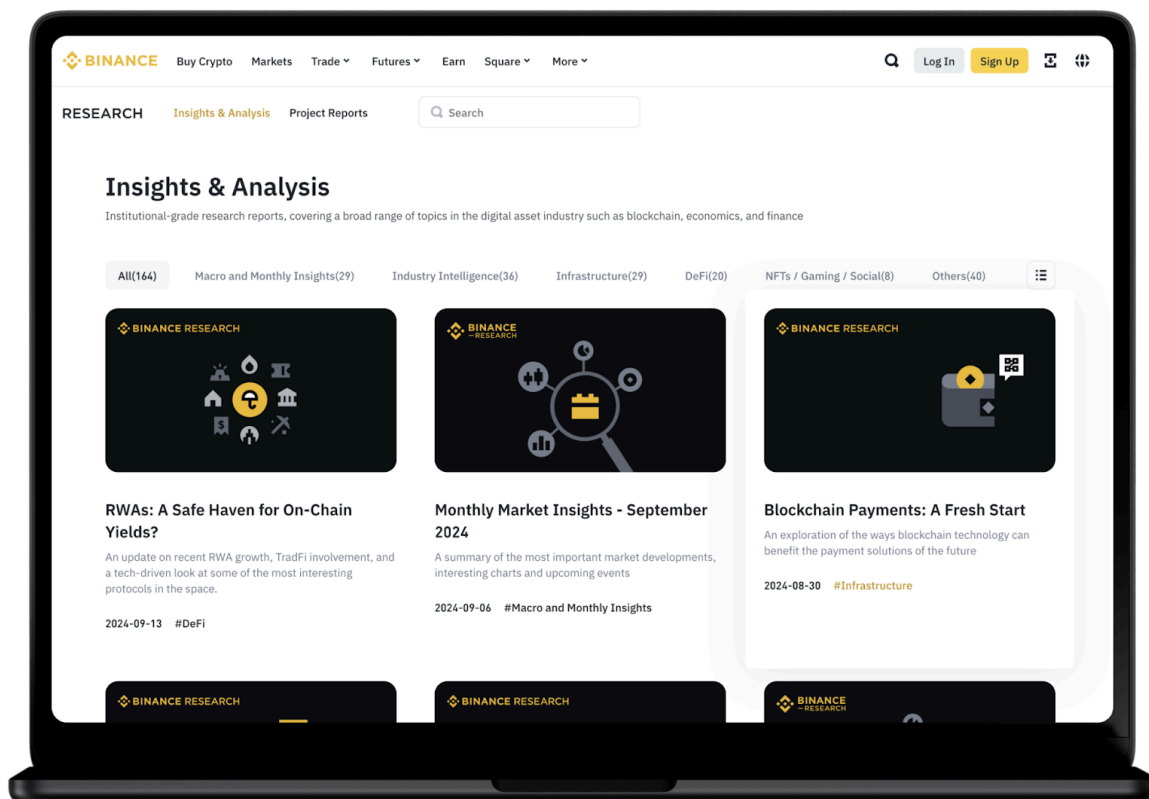 BINANCE Buy Crypto Markets Trade Futures Earn Square More Log In Sign Up
RESEARCH Insights & Analysis Project Reports Search
Insights & Analysis
Institutional-grade research reports, covering a broad range of topics in the digital asset industry such as blockchain, economics, and finance
All(164) Macro and Monthly Insights(29) Industry Intelligence(36) Infrastructure(29) DeFi(20) NFTs / Gaming / Social(8) Others(40)
BINANCE RESEARCH
$
RWAs: A Safe Haven for On-Chain
Yields?
An update on recent RWA growth, TradFi involvement, and
a tech-driven look at some of the most interesting
protocols in the space.
2024-09-13 #DeFi
BINANCE
RESEARCH
Monthly Market Insights - September
2024
A summary of the most important market developments,
interesting charts and upcoming events
2024-09-06 #Macro and Monthly Insights
BINANCE RESEARCH
Blockchain Payments: A Fresh Start
An exploration of the ways blockchain technology can
benefit the payment solutions of the future
2024-08-30 #Infrastructure
BINANCE RESEARCH
BINANCE RESEARCH
BINANCE
RESEARCH